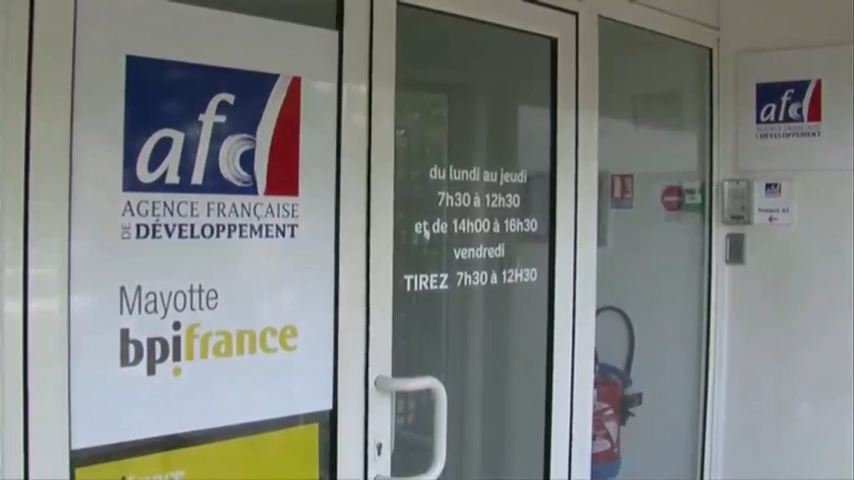 afd
AGENCE FRANÇAISE
DE DÉVELOPPEMENT
Mayotte
bpifrance
du lundi au jeudi
7h30 à 12h30
et de 14h00 à 16h30
vendredi
TIREZ 7h30 à 12H30
afd
AGENCE FRANÇAISE
DE DÉVELOPPEMENT
afd